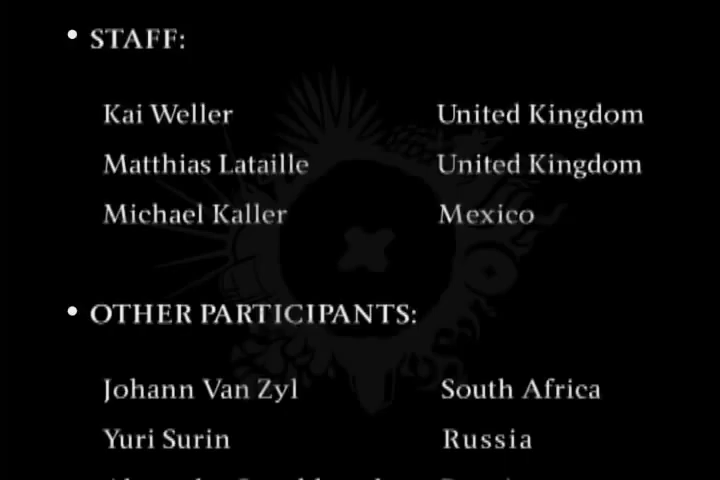 • STAFF:
Kai Weller United Kingdom
Matthias Lataille United Kingdom
Michael Kaller Mexico
• OTHER PARTICIPANTS:
Johann Van Zyl South Africa
Yuri Surin Russia